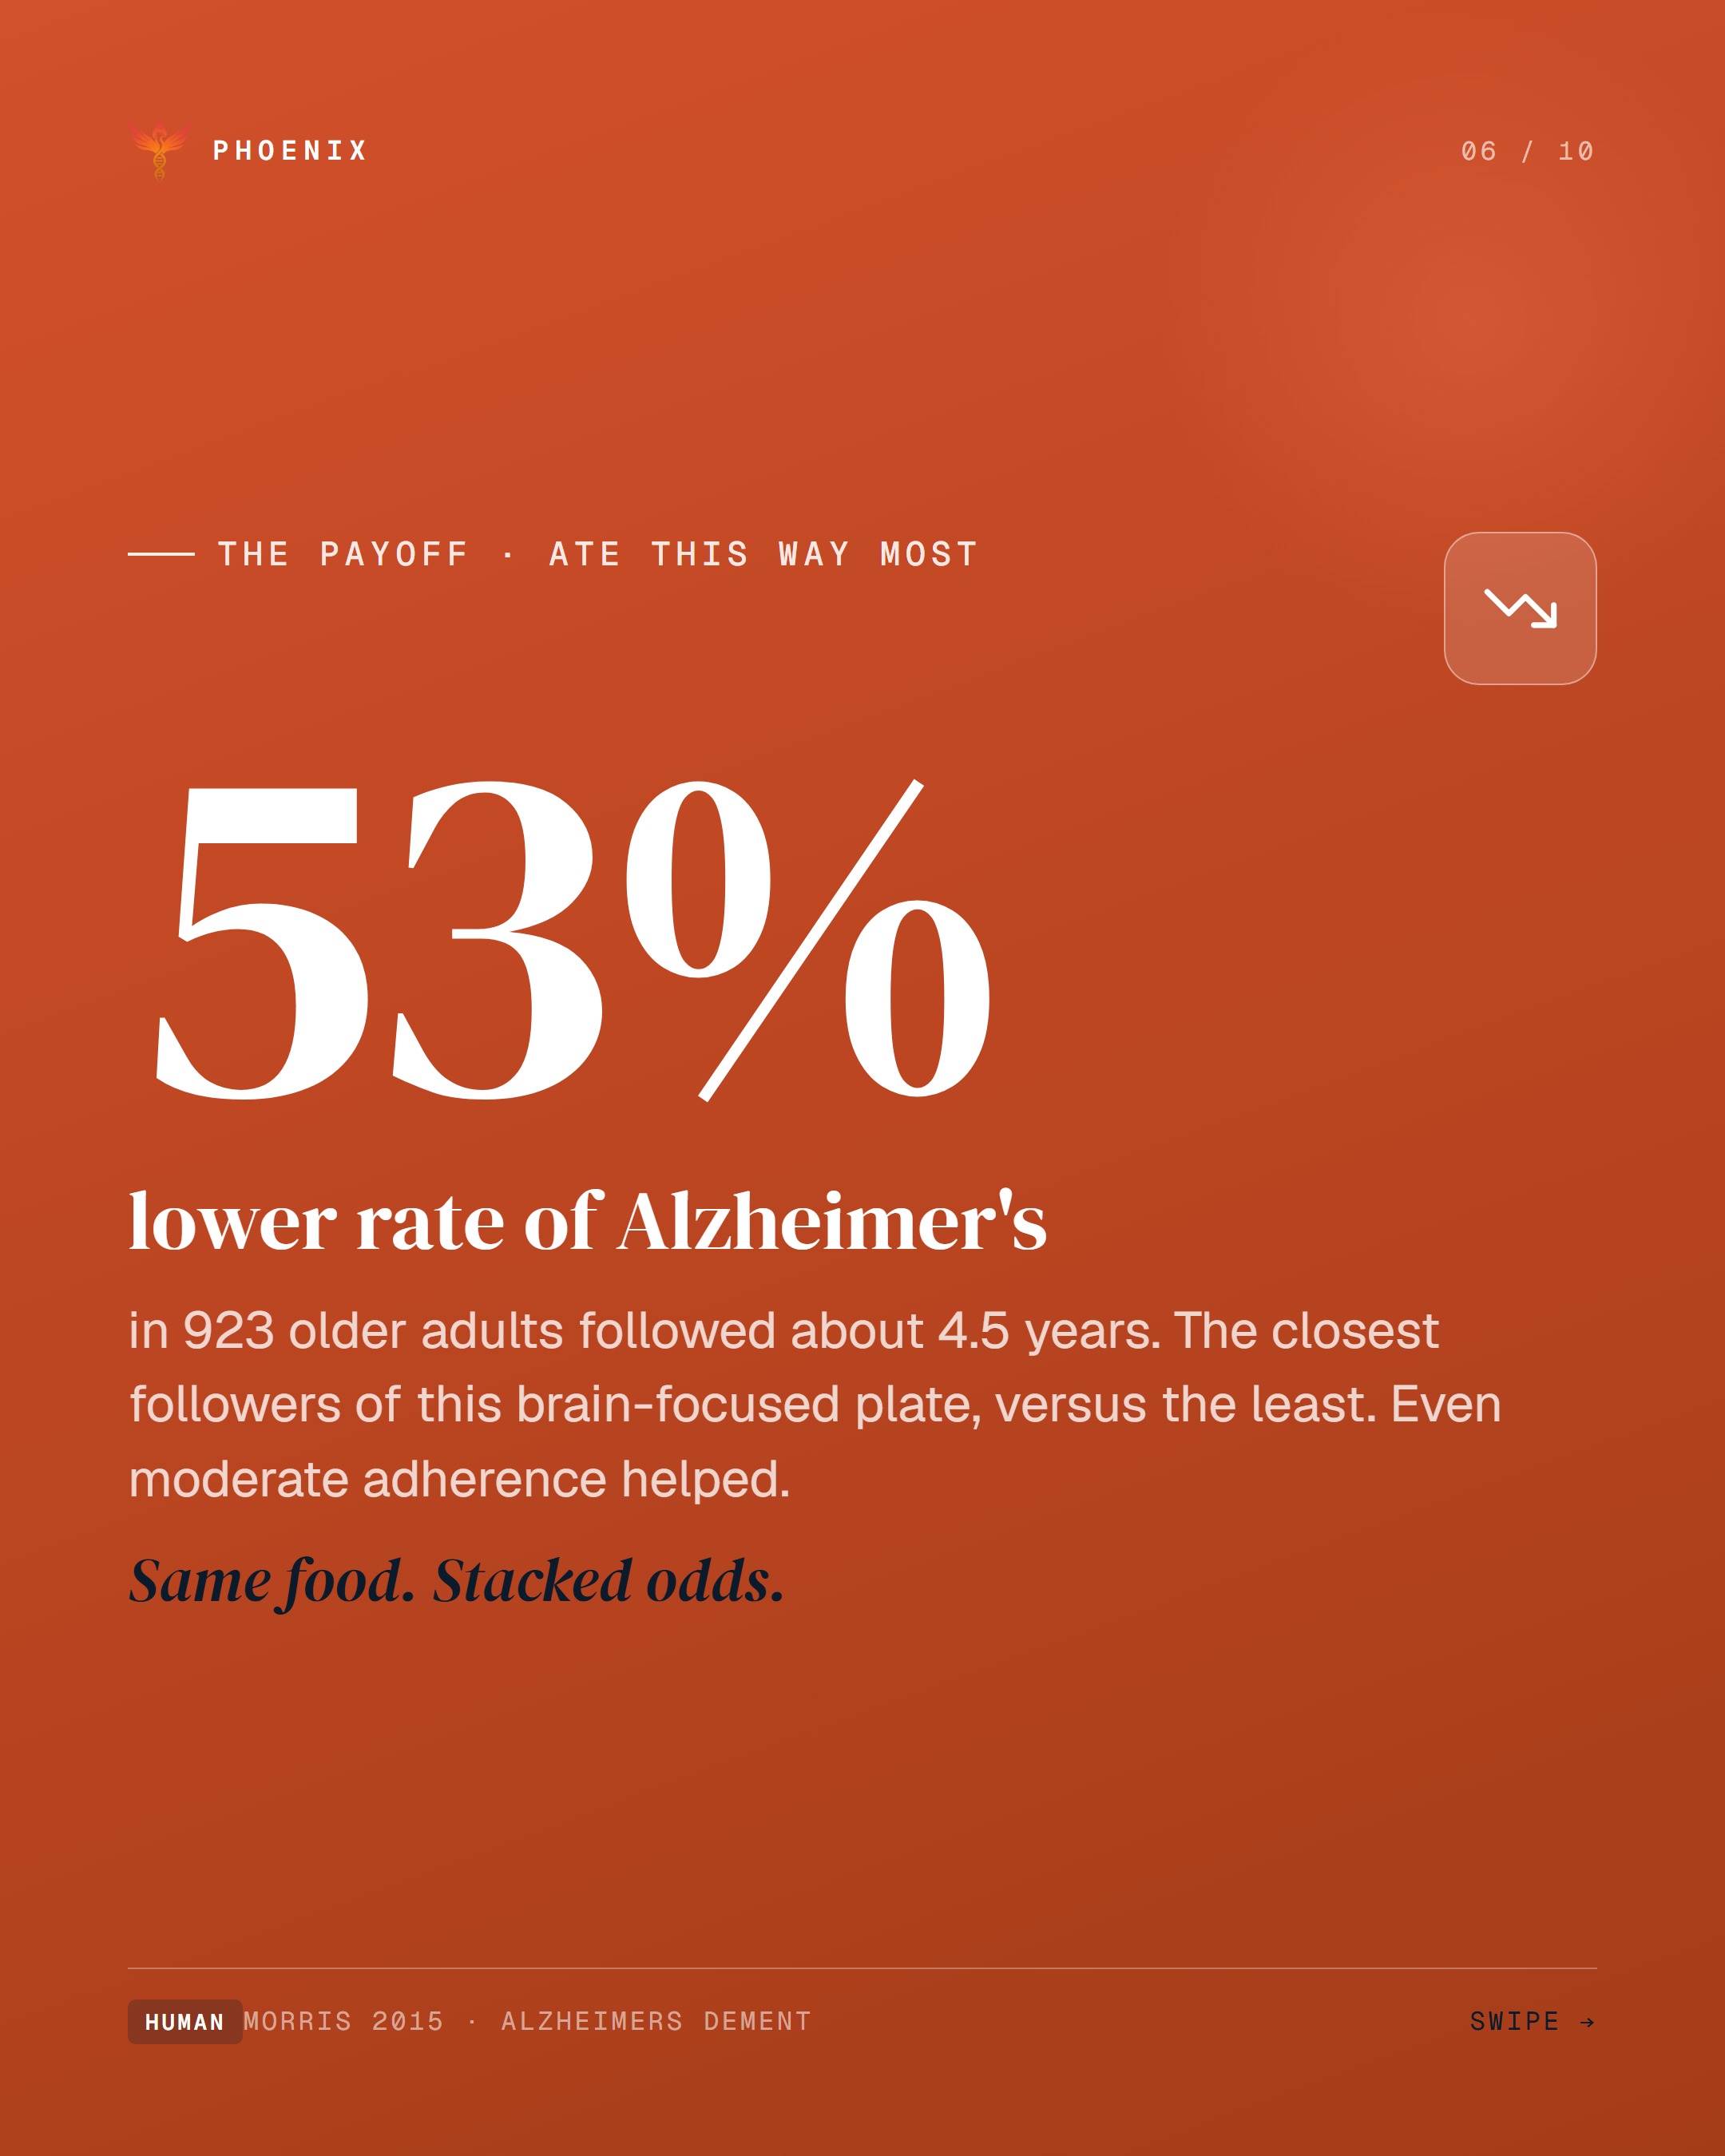 PHOENIX
06 / 10
THE PAYOFF · ATE THIS WAY MOST
53%
lower rate of Alzheimer's
in 923 older adults followed about 4.5 years. The closest
followers of this brain-focused plate, versus the least. Even
moderate adherence helped.
Same food. Stacked odds.
HUMAN MORRIS 2015 · ALZHEIMERS DEMENT
SWIPE →